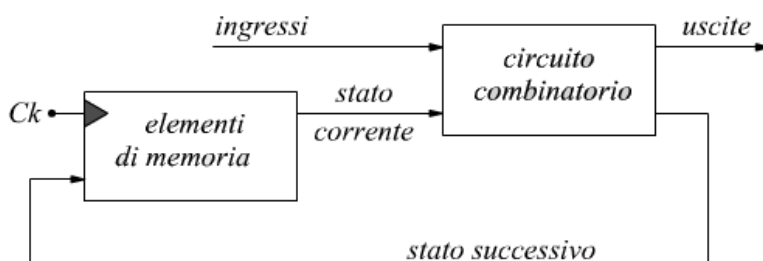 ingressi
uscite
circuito
combinatorio
Ck
elementi
di memoria
stato
corrente
stato successivo